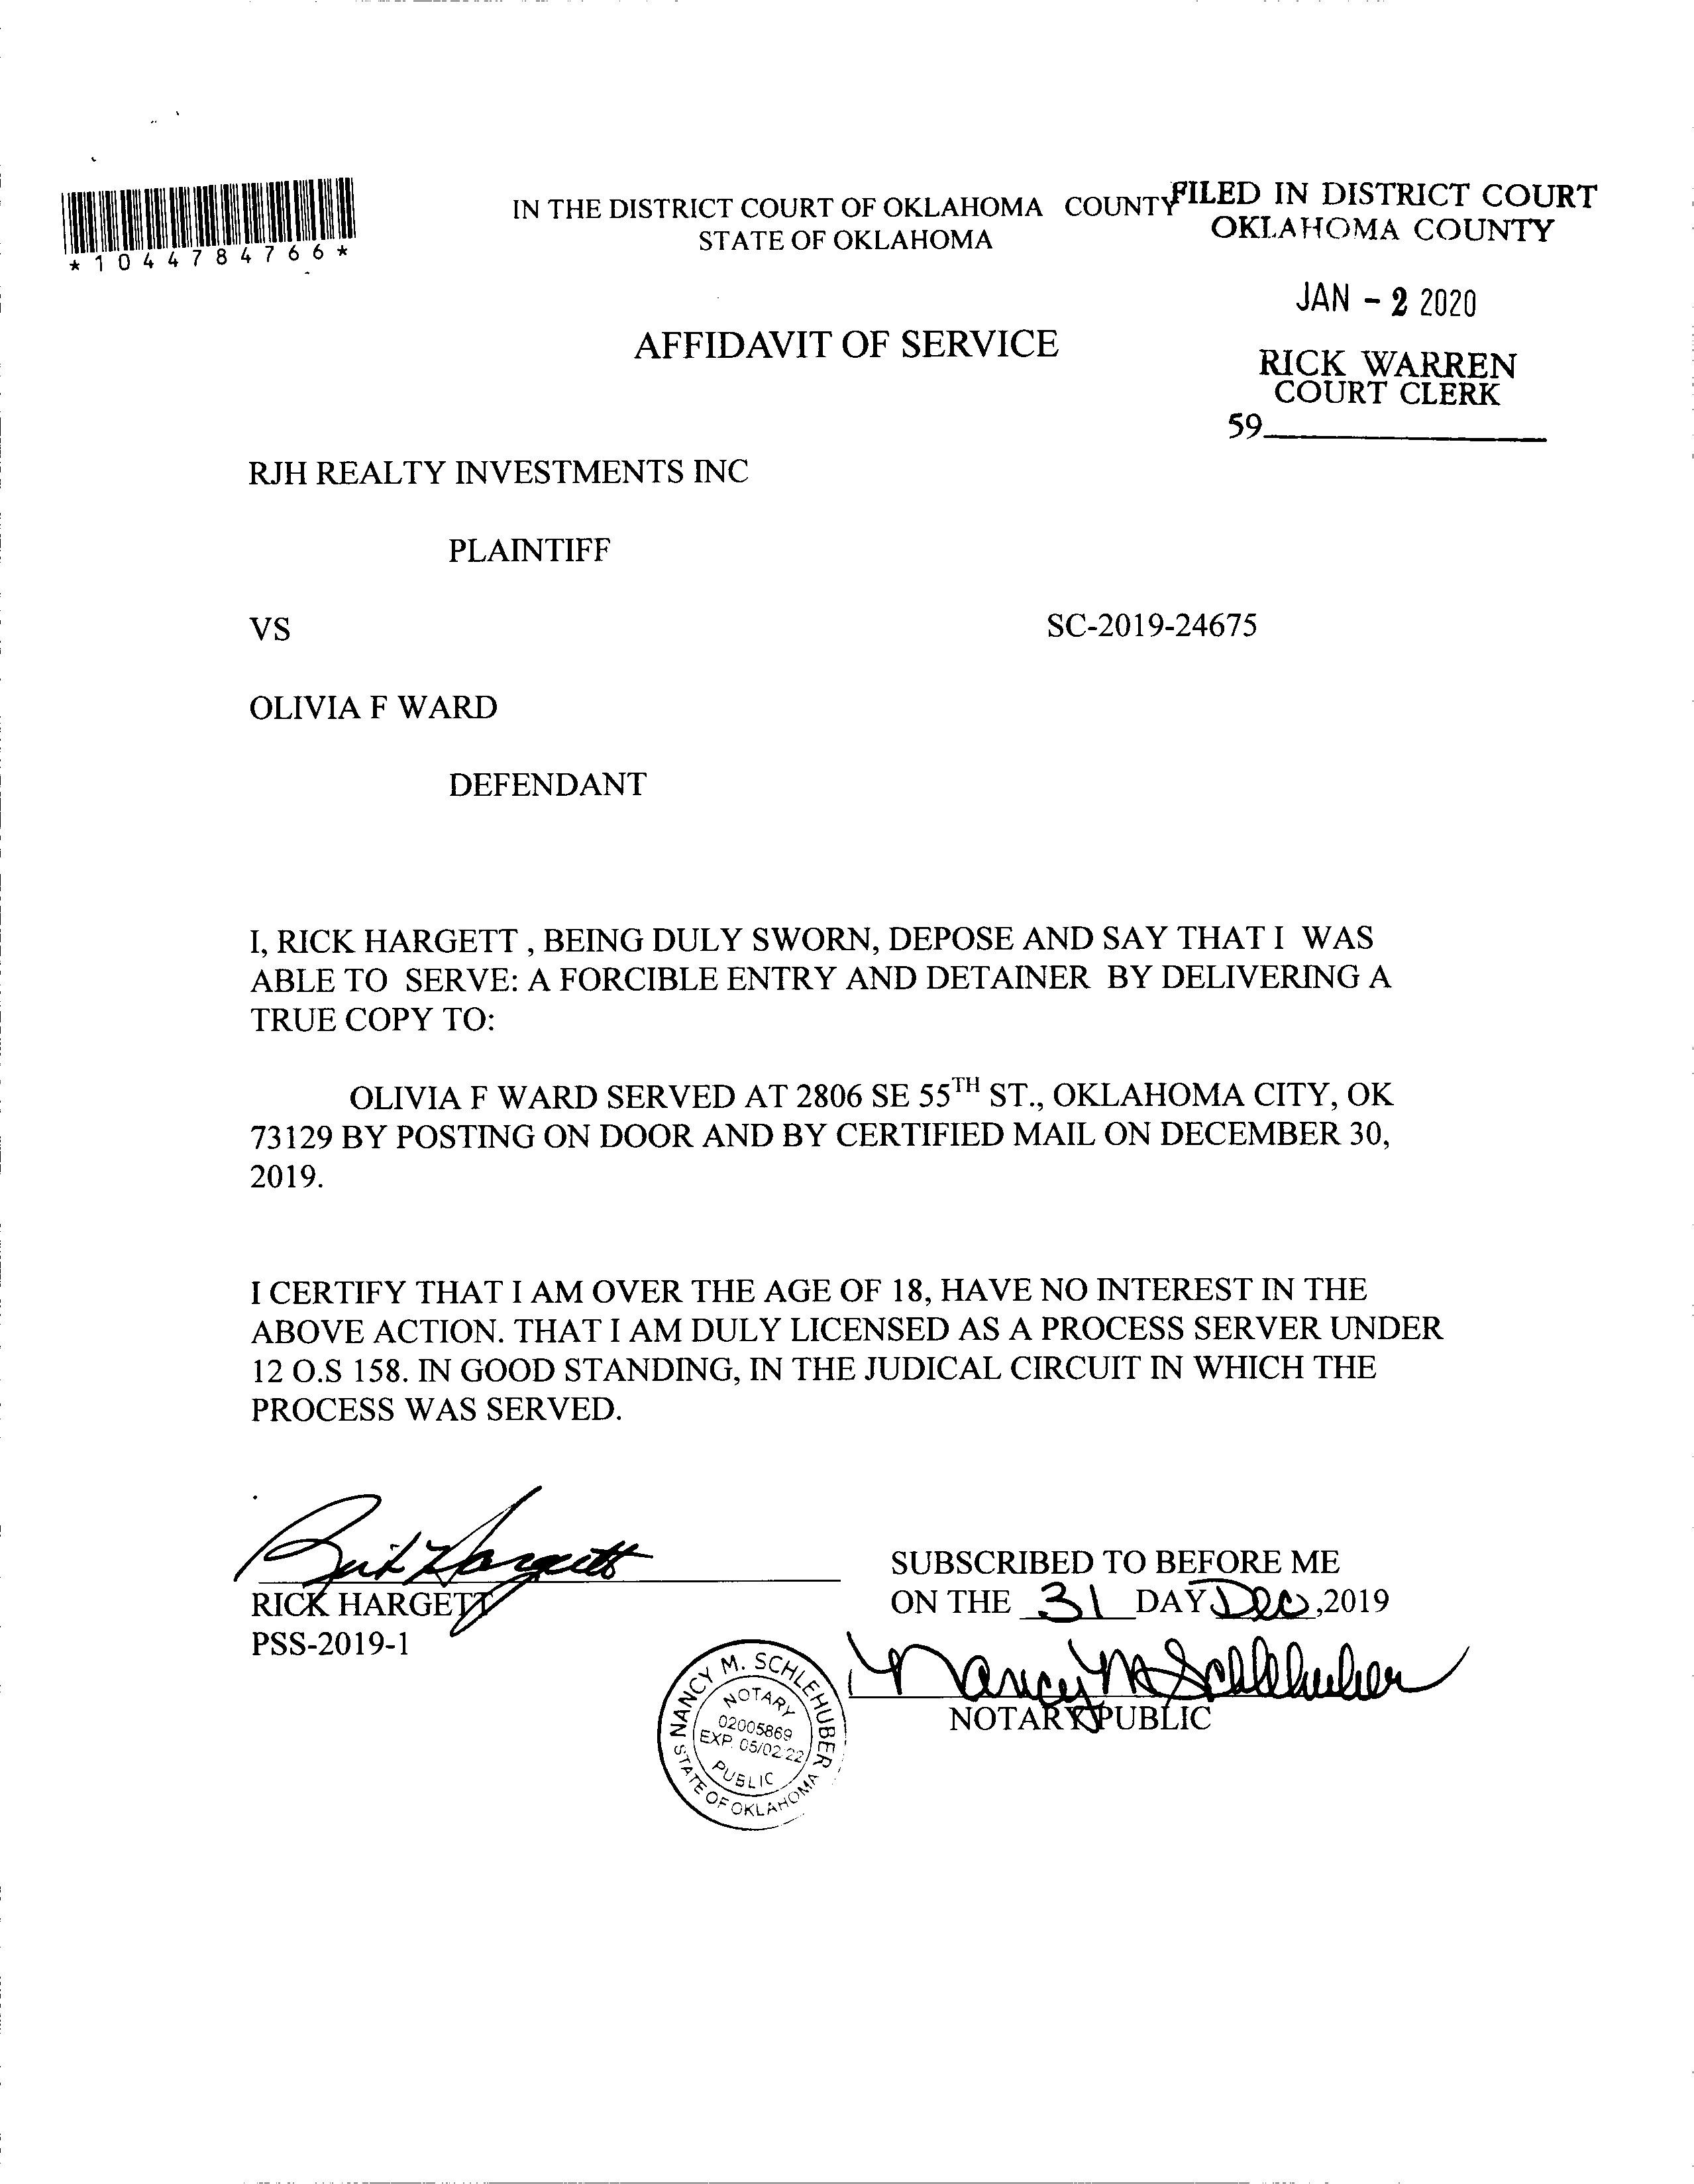 *1044784766*
IN THE DISTRICT COURT OF OKLAHOMA COUNTY
STATE OF OKLAHOMA
FILED IN DISTRICT COURT
OKLAHOMA COUNTY
JAN - 2 2020
RICK WARREN
COURT CLERK
59
AFFIDAVIT OF SERVICE
RJH REALTY INVESTMENTS INC
PLAINTIFF
VS
SC-2019-24675
OLIVIA F WARD
DEFENDANT
I, RICK HARGETT , BEING DULY SWORN, DEPOSE AND SAY THAT I WAS
ABLE TO SERVE: A FORCIBLE ENTRY AND DETAINER BY DELIVERING A
TRUE COPY TO:
OLIVIA F WARD SERVED AT 2806 SE 55TH ST., OKLAHOMA CITY, OK
73129 BY POSTING ON DOOR AND BY CERTIFIED MAIL ON DECEMBER 30,
2019.
I CERTIFY THAT I AM OVER THE AGE OF 18, HAVE NO INTEREST IN THE
ABOVE ACTION. THAT I AM DULY LICENSED AS A PROCESS SERVER UNDER
12 O.S 158. IN GOOD STANDING, IN THE JUDICAL CIRCUIT IN WHICH THE
PROCESS WAS SERVED.
Rick Hargett
RICK HARGETT
PSS-2019-1
SUBSCRIBED TO BEFORE ME
ON THE 31 DAY Dec,2019
Nancy M Schlehuber
NOTARY PUBLIC
NANCY M. SCHLEHUBER
NOTARY
02005869
EXP. 05/02/22
PUBLIC
STATE OF OKLAHOMA